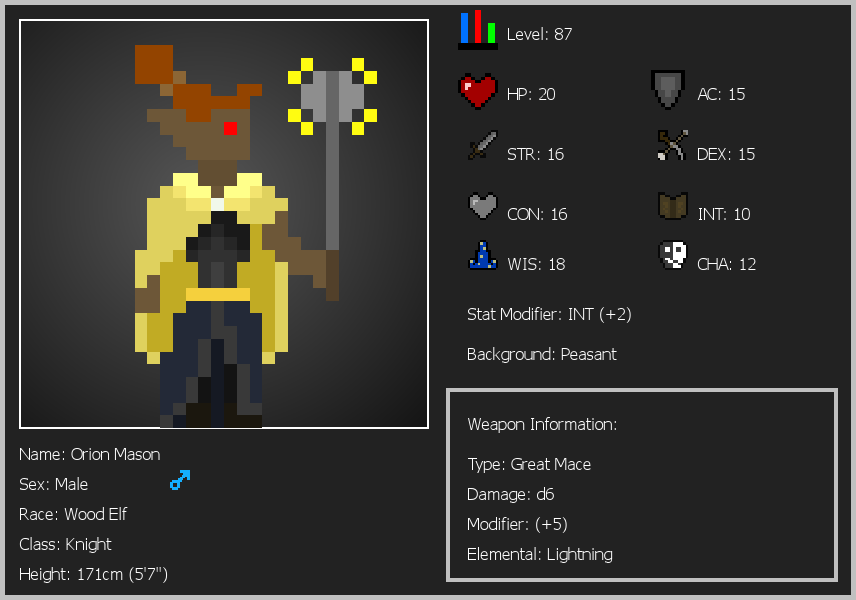 Level: 87
HP: 20
AC: 15
STR: 16
DEX: 15
CON: 16
INT: 10
WIS: 18
CHA: 12
Stat Modifier: INT (+2)
Background: Peasant
Weapon Information:
Type: Great Mace
Damage: d6
Modifier: (+5)
Elemental: Lightning
Name: Orion Mason
Sex: Male
Race: Wood Elf
Class: Knight
Height: 171cm (5'7")